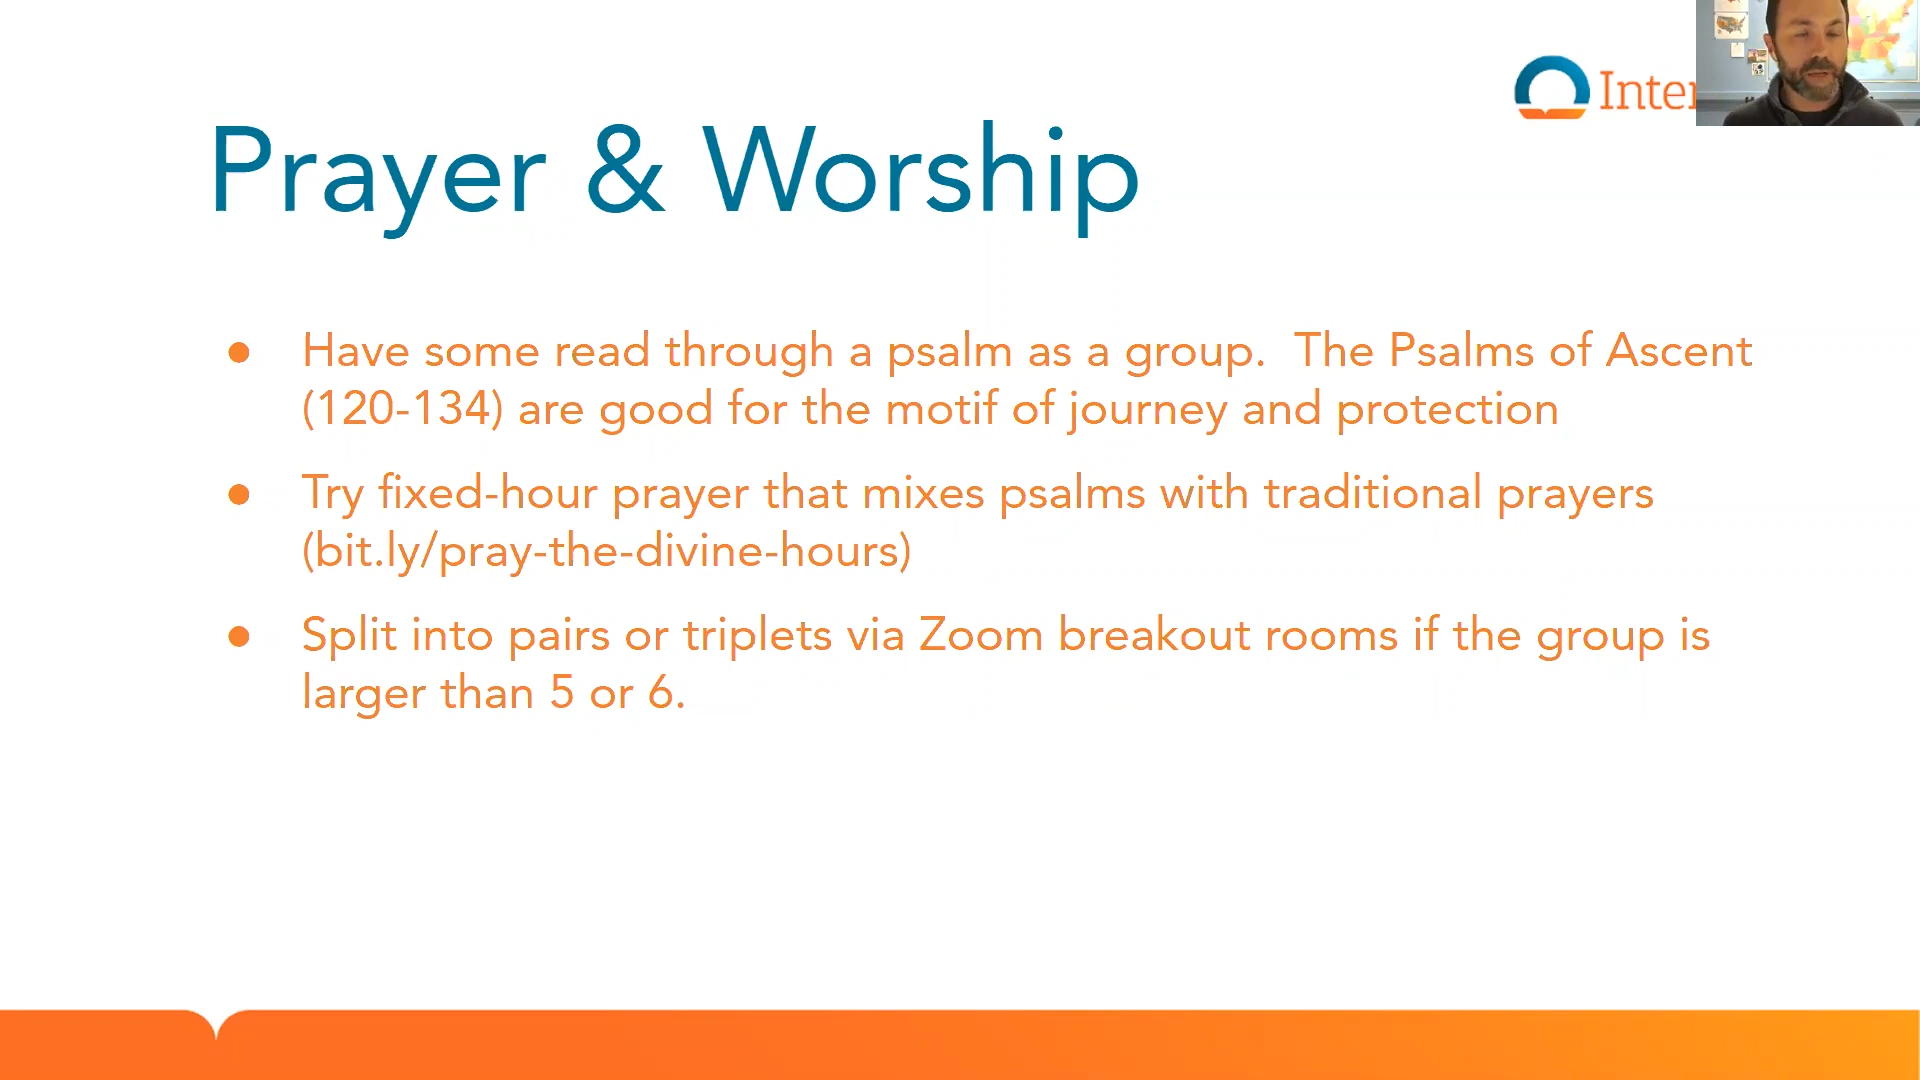 Inter
Prayer & Worship
● Have some read through a psalm as a group.  The Psalms of Ascent
(120-134) are good for the motif of journey and protection
● Try fixed-hour prayer that mixes psalms with traditional prayers
(bit.ly/pray-the-divine-hours)
● Split into pairs or triplets via Zoom breakout rooms if the group is
larger than 5 or 6.